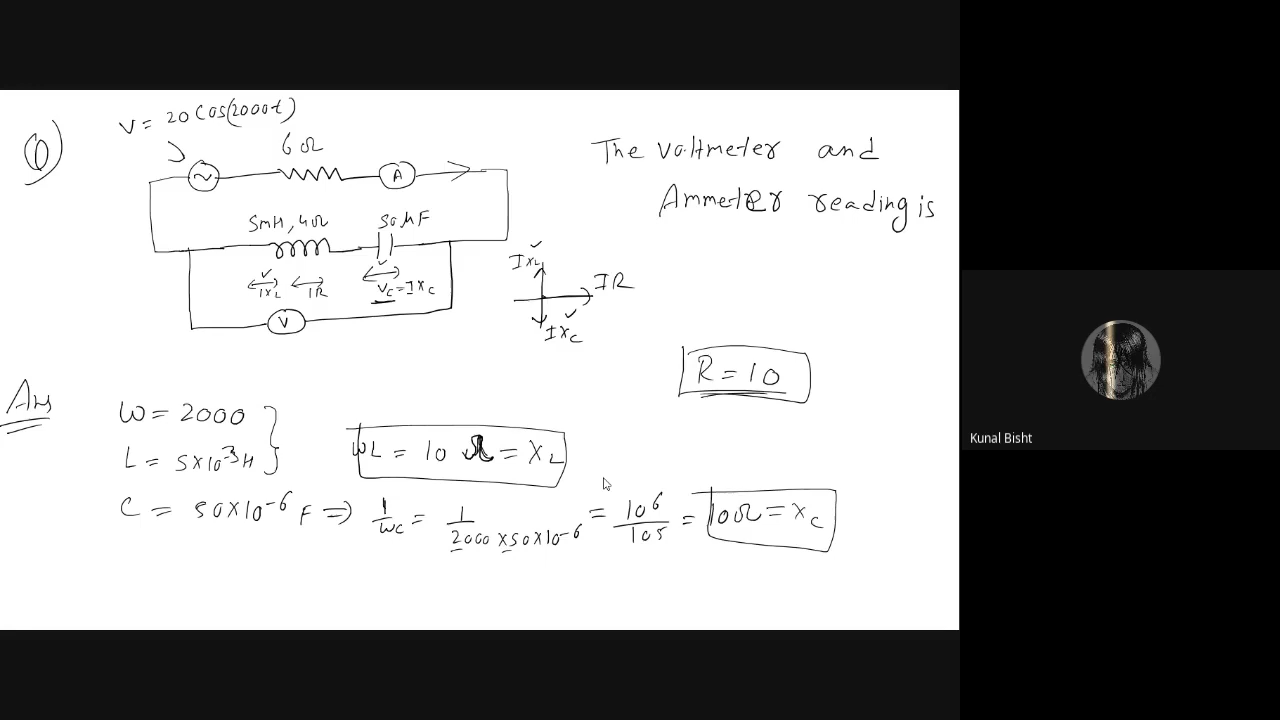 Q)
V = 20 cos(2000t)
6Ω
A
The voltmeter and
Ammeter reading is
5mH, 4Ω
50μF
IXL
IR
VC = IXC
V
IXL
IR
IXC
R = 10
Ans
ω = 2000
L = 5×10⁻³H
ωL = 10 Ω = XL
C = 50×10⁻⁶ F ⇒ 1/ωC = 1/2000×50×10⁻⁶ = 10⁶/10⁵ = 10Ω = XC
Kunal Bisht